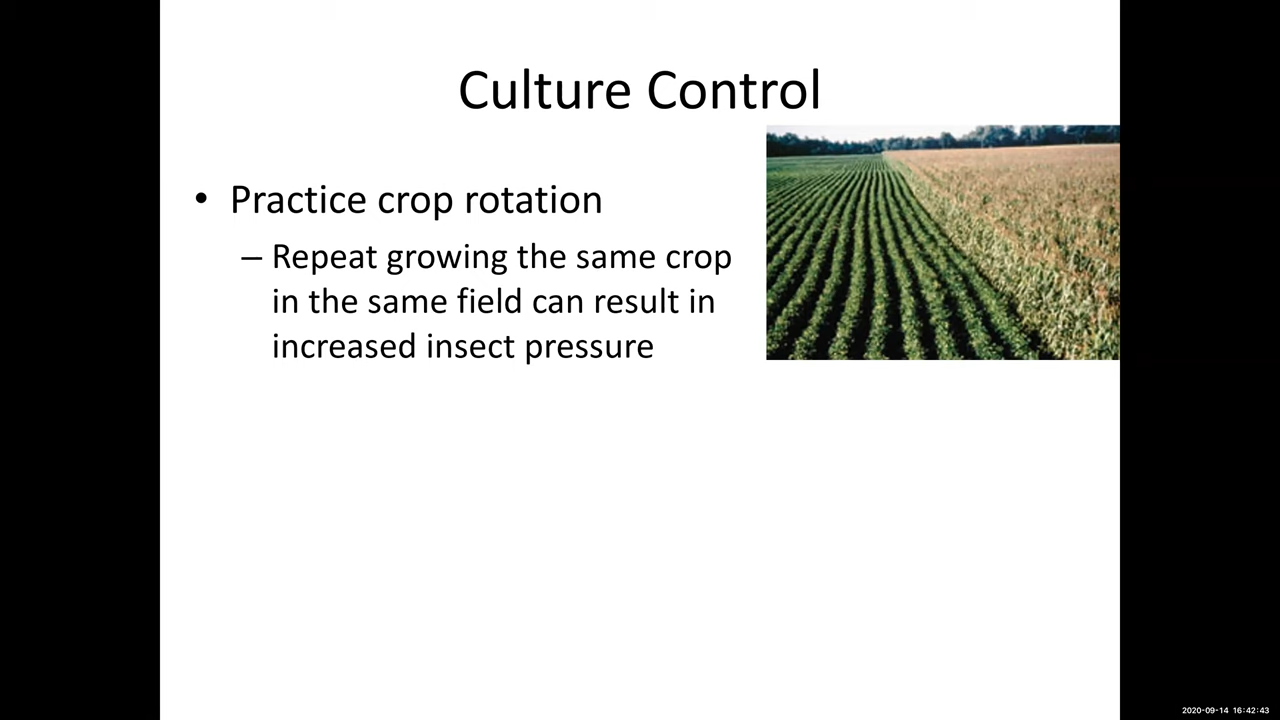 Culture Control
• Practice crop rotation
– Repeat growing the same crop
in the same field can result in
increased insect pressure
2020-09-14 16:42:43